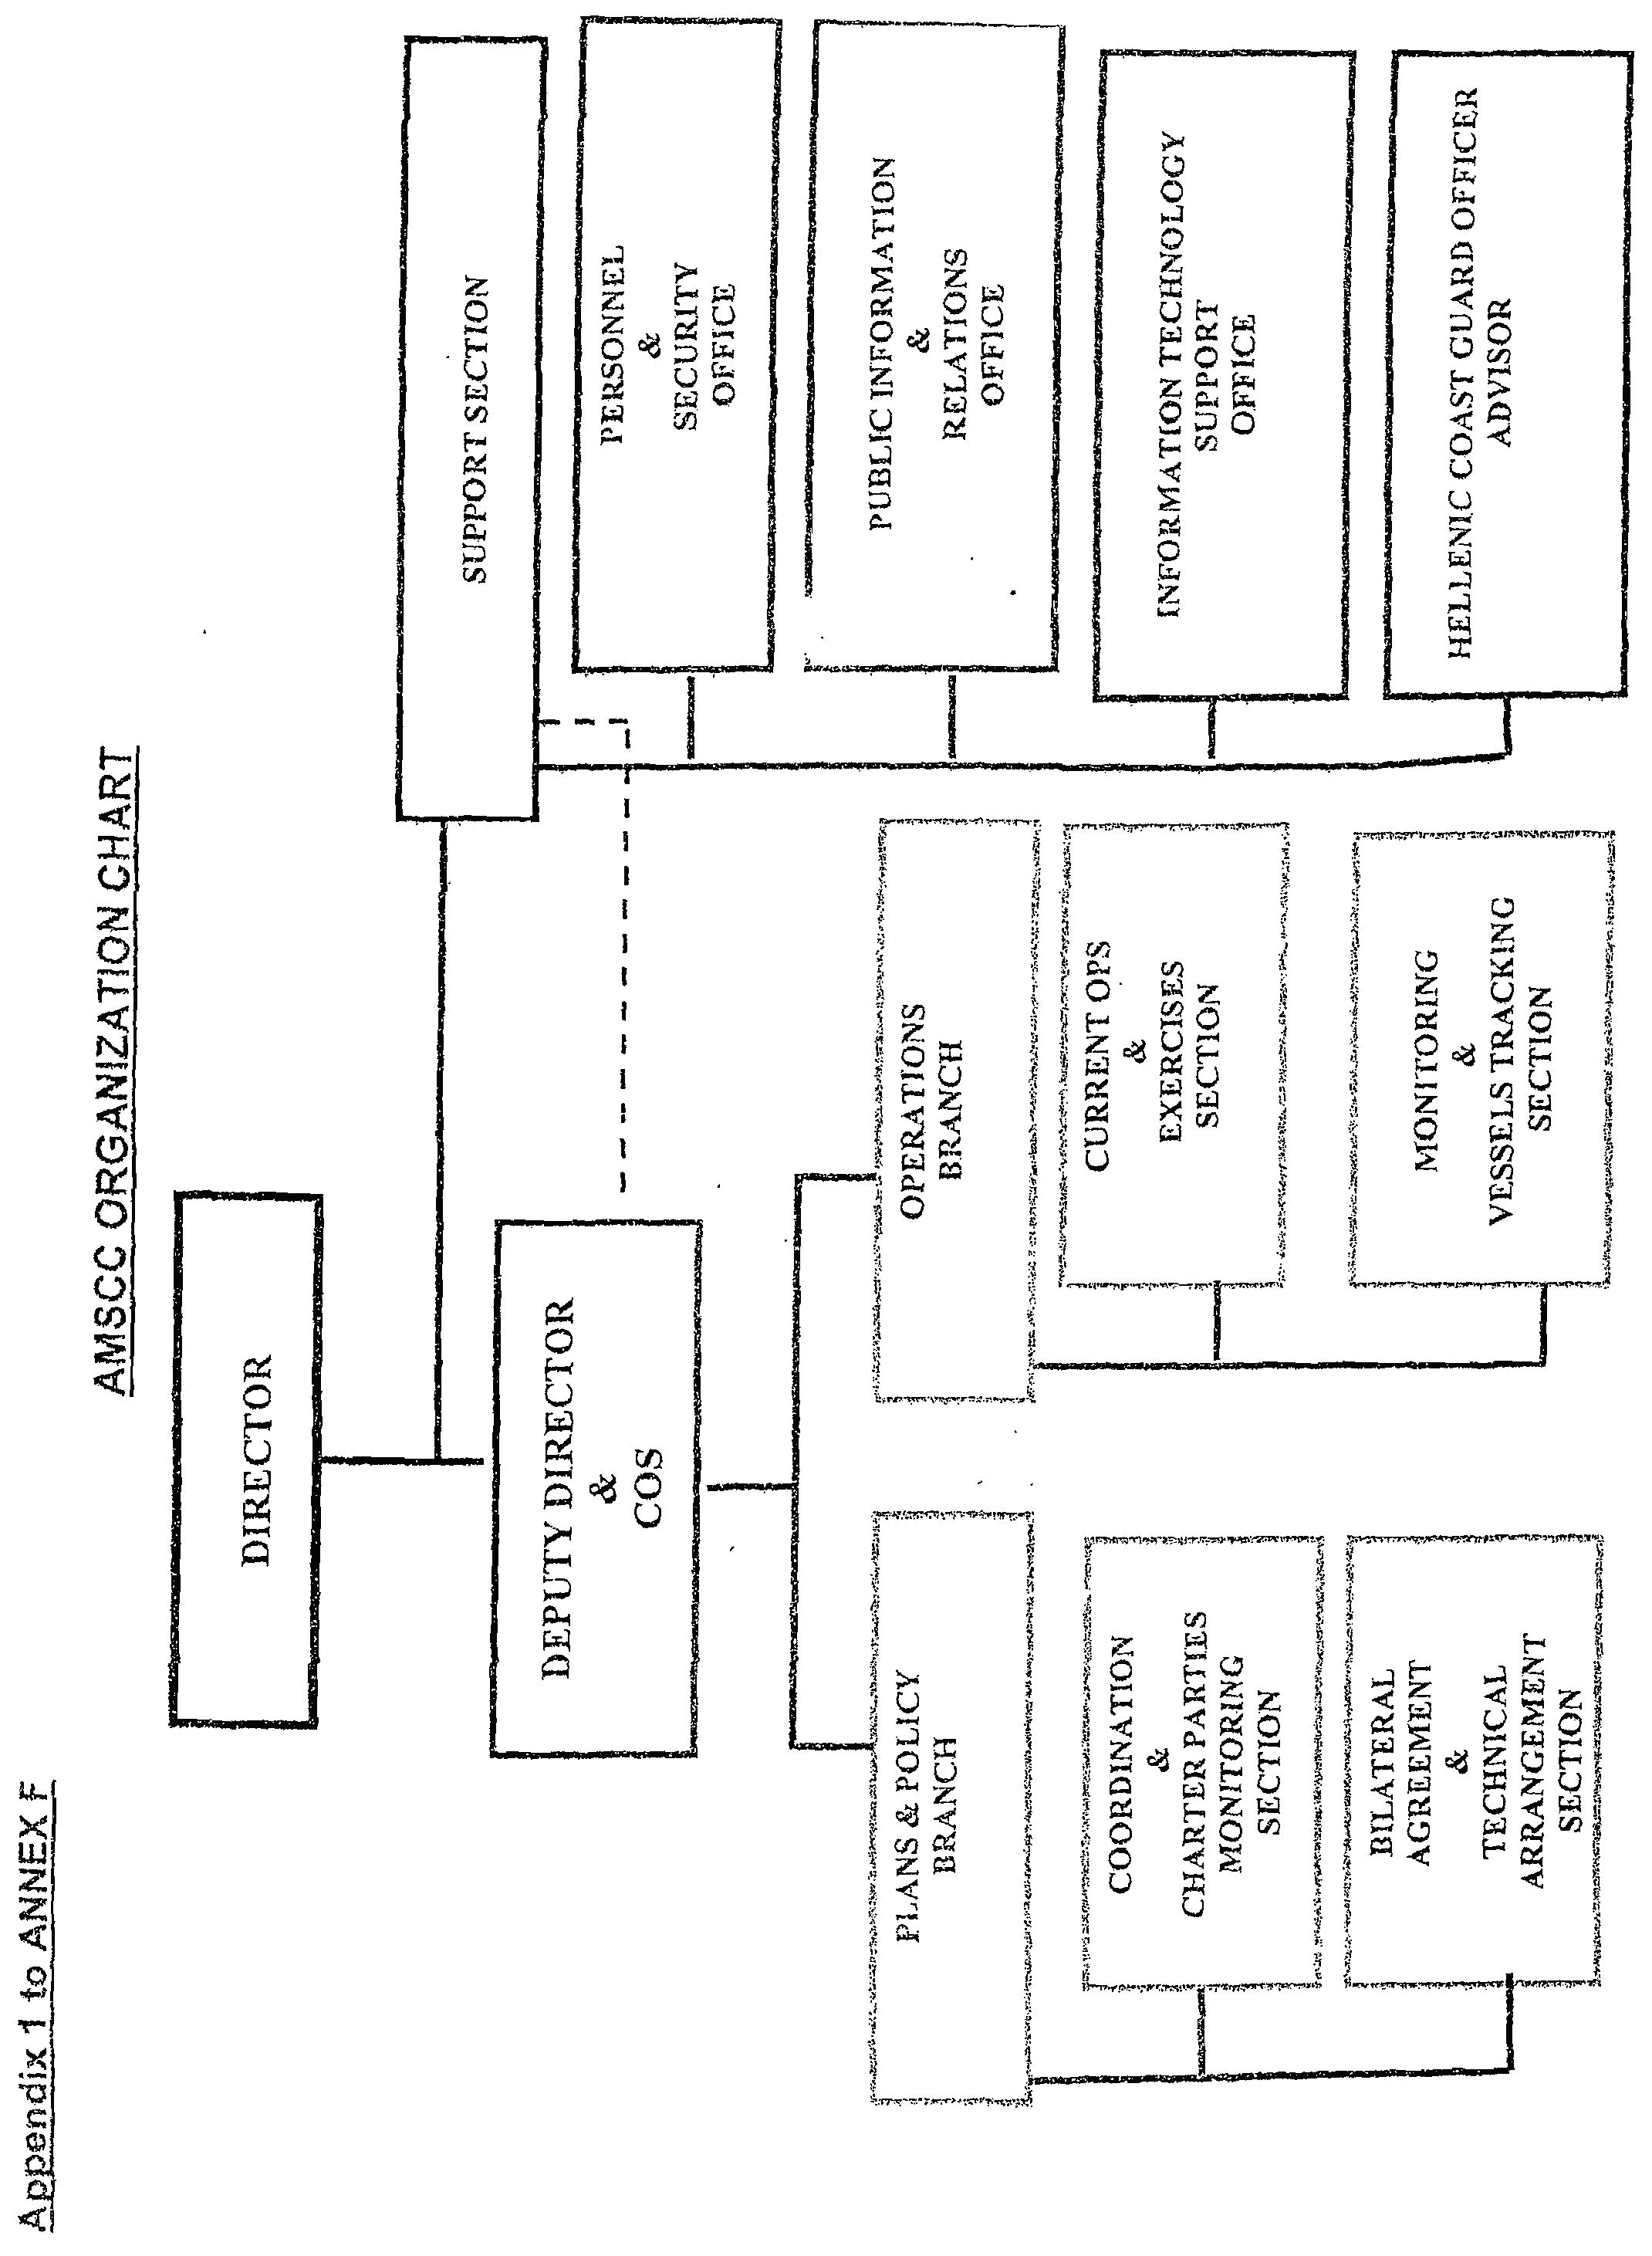 Appendix 1 to ANNEX F
AMSCC ORGANIZATION CHART
DIRECTOR
DEPUTY DIRECTOR
&
COS
SUPPORT SECTION
PERSONNEL
&
SECURITY
OFFICE
PUBLIC INFORMATION
&
RELATIONS
OFFICE
INFORMATION TECHNOLOGY
SUPPORT
OFFICE
HELLENIC COAST GUARD OFFICER
ADVISOR
PLANS & POLICY
BRANCH
COORDINATION
&
CHARTER PARTIES
MONITORING
SECTION
BILATERAL
AGREEMENT
&
TECHNICAL
ARRANGEMENT
SECTION
OPERATIONS
BRANCH
CURRENT OPS
&
EXERCISES
SECTION
MONITORING
&
VESSELS TRACKING
SECTION